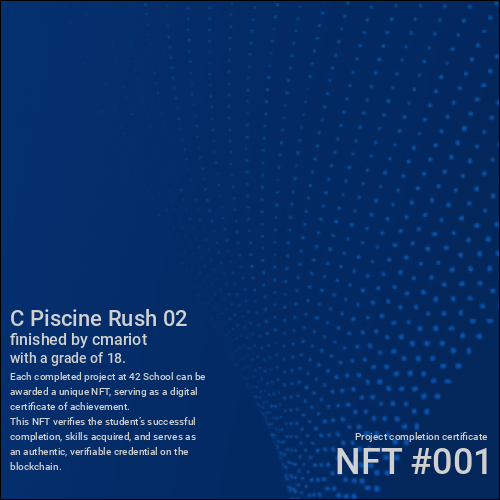 C Piscine Rush 02
finished by cmariot
with a grade of 18.
Each completed project at 42 School can be
awarded a unique NFT, serving as a digital
certificate of achievement.
This NFT verifies the student's successful
completion, skills acquired, and serves as
an authentic, verifiable credential on the
blockchain.
Project completion certificate
NFT #001